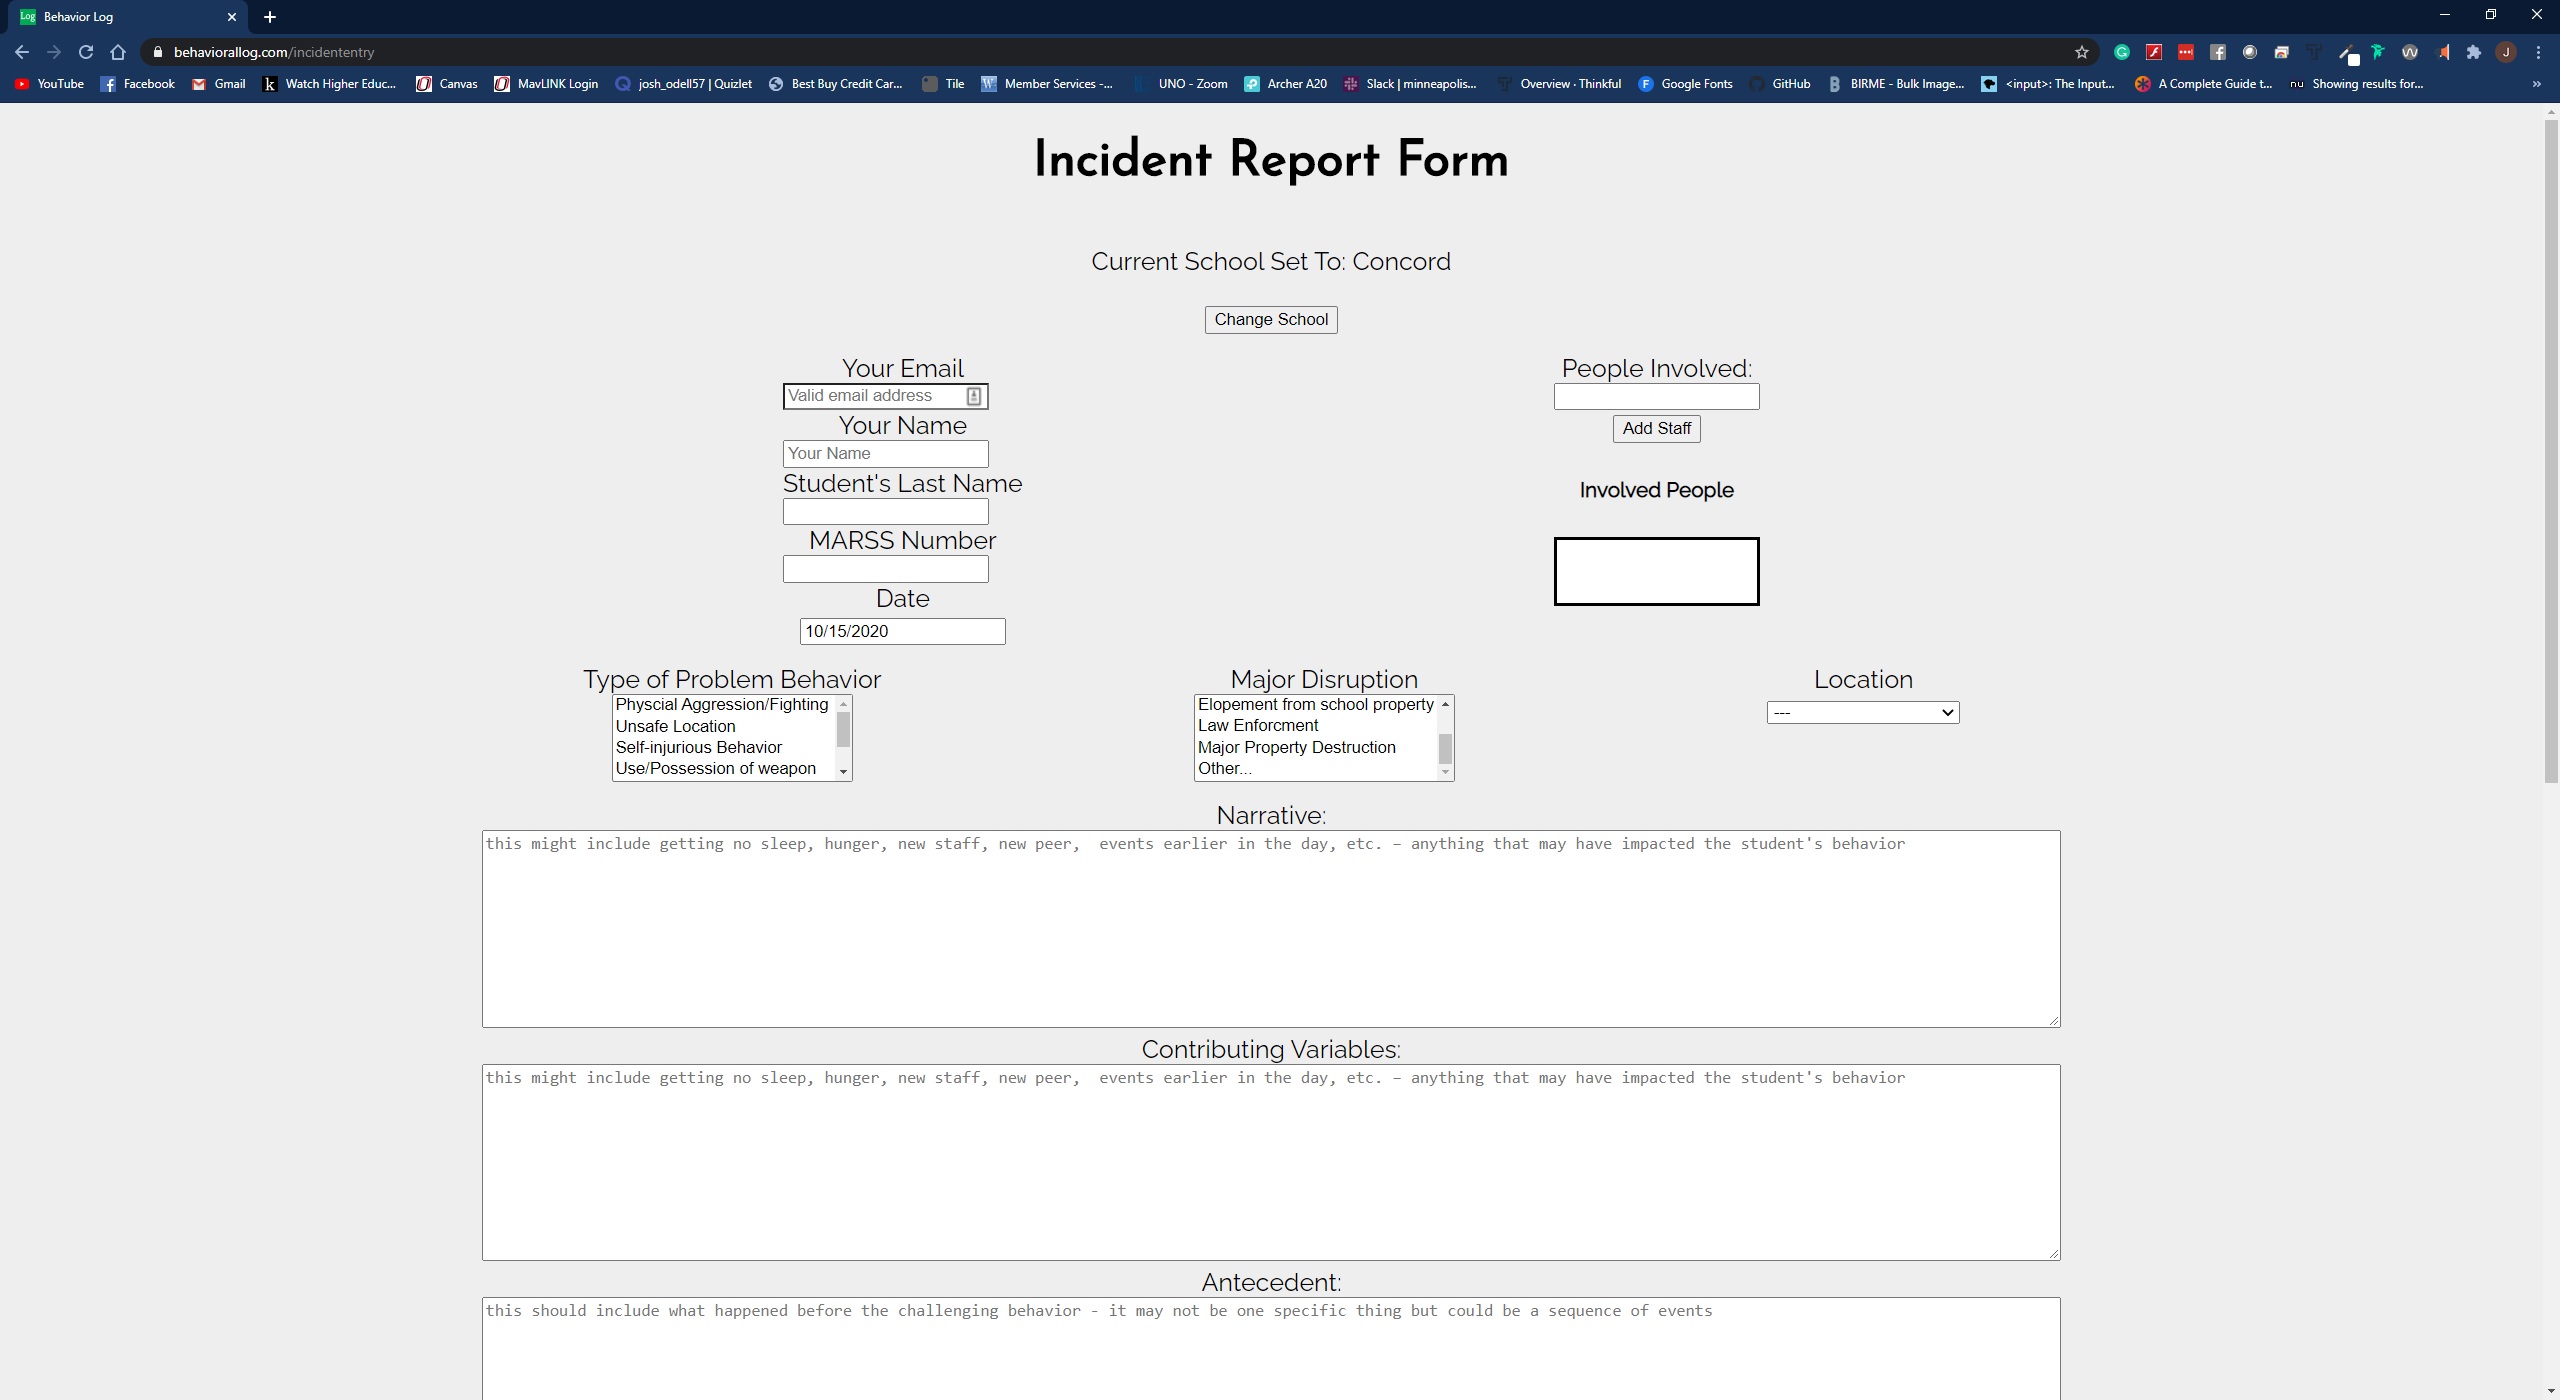 Log Behavior Log
behaviorallog.com/incidententry
YouTube Facebook Gmail k Watch Higher Educ... Canvas MavLINK Login josh_odell57 | Quizlet Best Buy Credit Car... Tile Member Services -... UNO - Zoom Archer A20 Slack | minneapolis... Overview · Thinkful Google Fonts GitHub BIRME - Bulk Image... <input>: The Input... A Complete Guide t... nu Showing results for... »
Incident Report Form
Current School Set To: Concord
Change School
Your Email
Valid email address
Your Name
Your Name
Student's Last Name
MARSS Number
Date
10/15/2020
People Involved:
Add Staff
Involved People
Type of Problem Behavior
Physcial Aggression/Fighting
Unsafe Location
Self-injurious Behavior
Use/Possession of weapon
Major Disruption
Elopement from school property
Law Enforcment
Major Property Destruction
Other...
Location
---
Narrative:
this might include getting no sleep, hunger, new staff, new peer,  events earlier in the day, etc. – anything that may have impacted the student's behavior
Contributing Variables:
this might include getting no sleep, hunger, new staff, new peer,  events earlier in the day, etc. – anything that may have impacted the student's behavior
Antecedent:
this should include what happened before the challenging behavior - it may not be one specific thing but could be a sequence of events